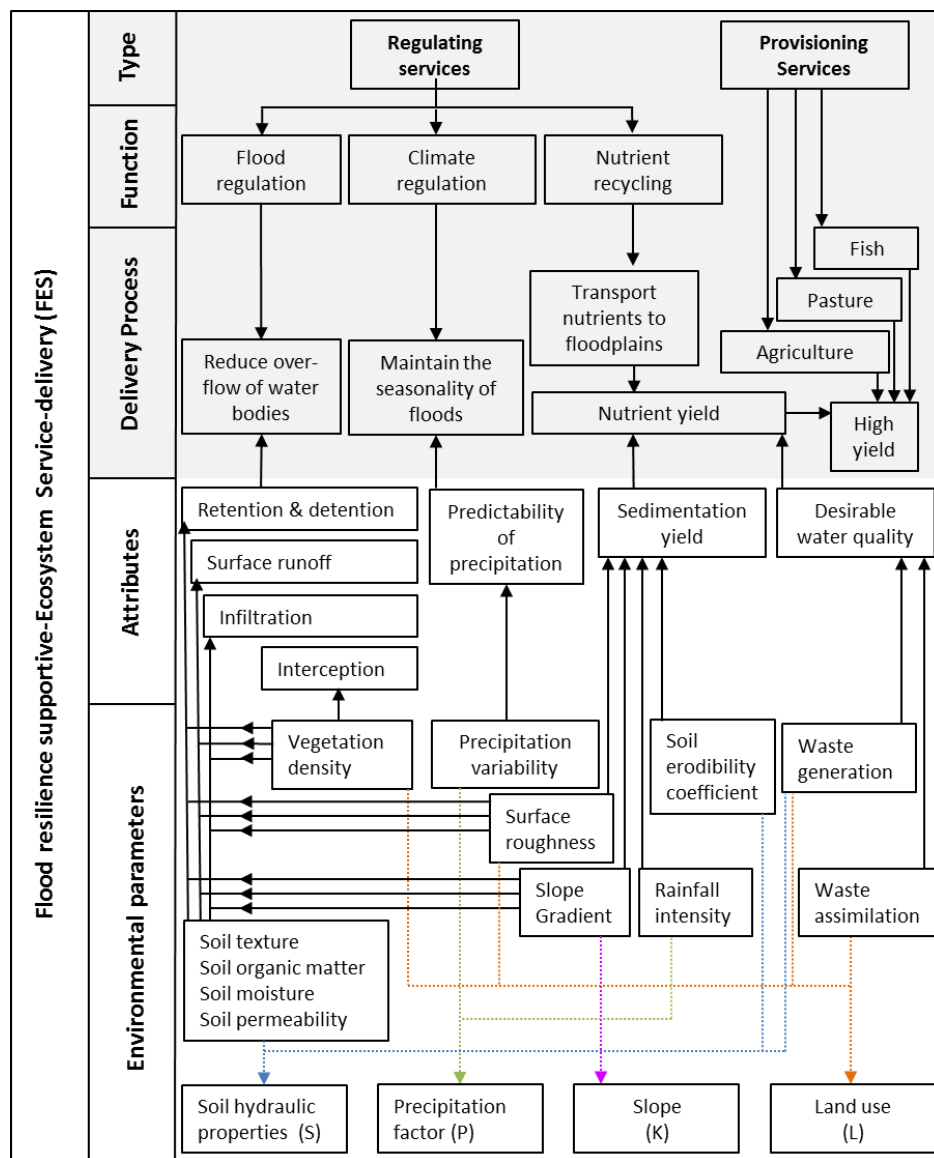 Flood resilience supportive-Ecosystem Service-delivery (FES)
Type
Regulating
services
Provisioning
Services
Function
Flood
regulation
Climate
regulation
Nutrient
recycling
Delivery Process
Fish
Transport
nutrients to
floodplains
Pasture
Agriculture
Reduce over-
flow of water
bodies
Maintain the
seasonality of
floods
Nutrient yield
High
yield
Attributes
Retention & detention
Predictability
of
precipitation
Sedimentation
yield
Desirable
water quality
Surface runoff
Infiltration
Interception
Environmental parameters
Vegetation
density
Precipitation
variability
Soil
erodibility
coefficient
Waste
generation
Surface
roughness
Slope
Gradient
Rainfall
intensity
Waste
assimilation
Soil texture
Soil organic matter
Soil moisture
Soil permeability
Soil hydraulic
properties (S)
Precipitation
factor (P)
Slope
(K)
Land use
(L)